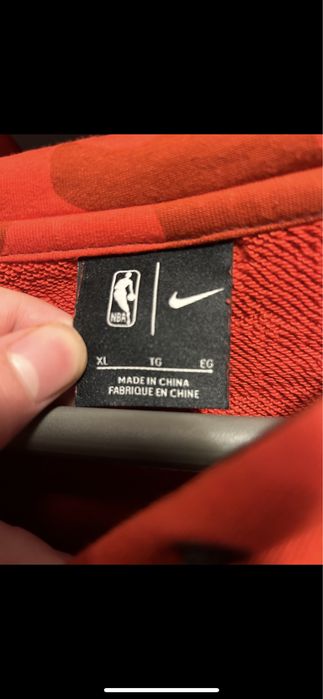 NBA
XL TG EG
MADE IN CHINA
FABRIQUE EN CHINE